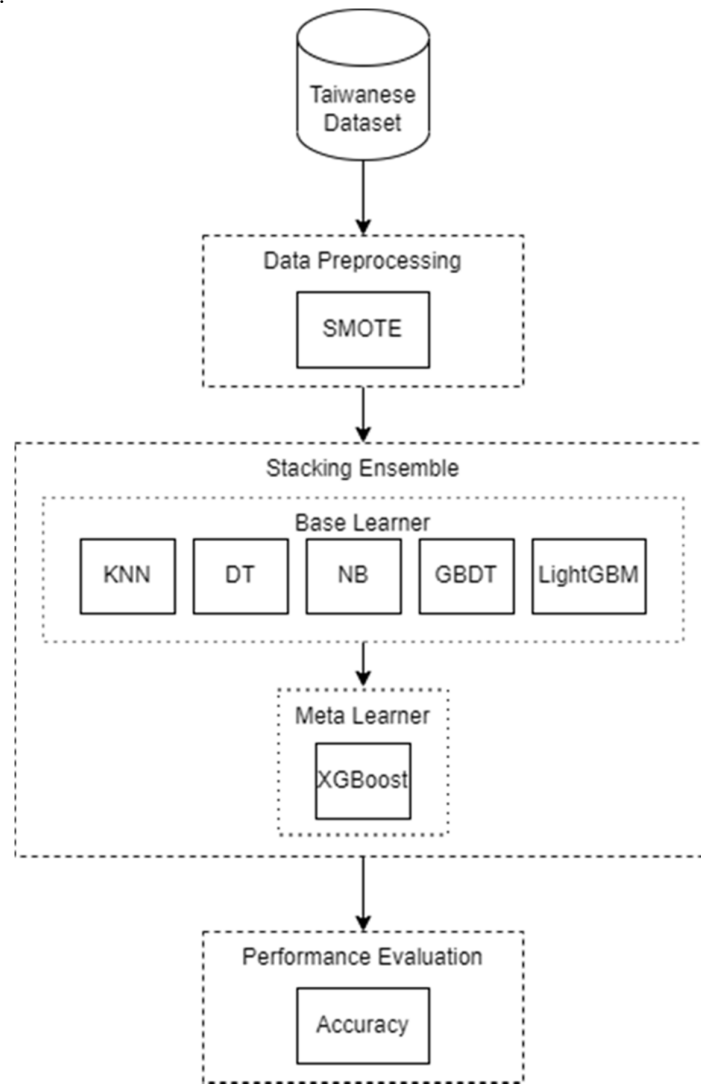 Taiwanese
Dataset
Data Preprocessing
SMOTE
Stacking Ensemble
Base Learner
KNN DT NB GBDT LightGBM
Meta Learner
XGBoost
Performance Evaluation
Accuracy